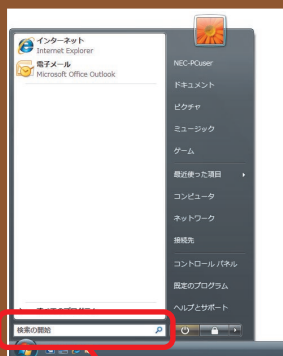 インターネット
Internet Explorer
電子メール
Microsoft Office Outlook
NEC-PCuser
ドキュメント
ピクチャ
ミュージック
ゲーム
最近使った項目
コンピュータ
ネットワーク
接続先
コントロール パネル
既定のプログラム
ヘルプとサポート
検索の開始